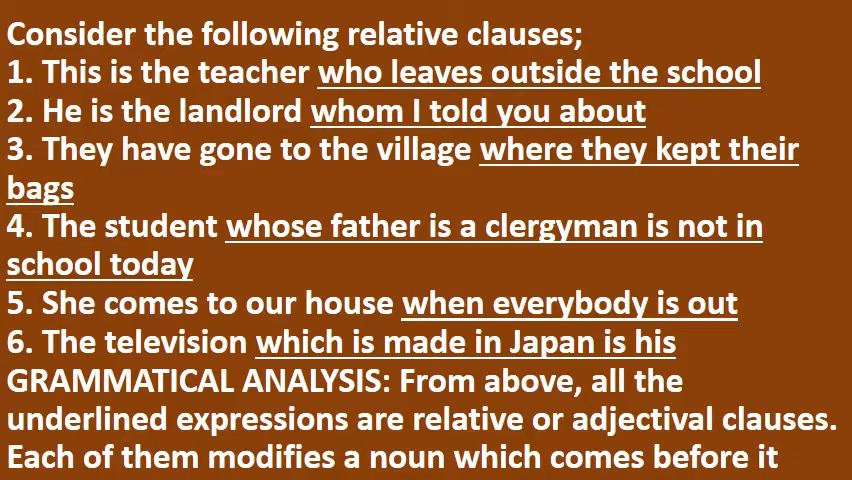 Consider the following relative clauses;
1. This is the teacher who leaves outside the school
2. He is the landlord whom I told you about
3. They have gone to the village where they kept their
bags
4. The student whose father is a clergyman is not in
school today
5. She comes to our house when everybody is out
6. The television which is made in Japan is his
GRAMMATICAL ANALYSIS: From above, all the
underlined expressions are relative or adjectival clauses.
Each of them modifies a noun which comes before it